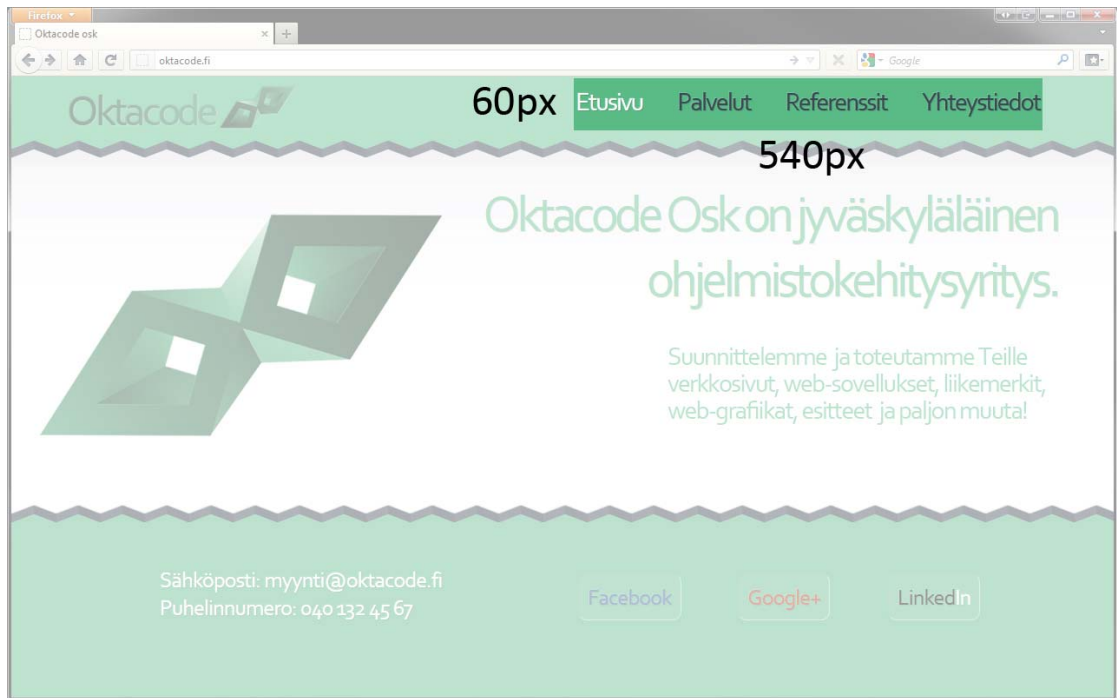 Firefox
Oktacode osk
oktacode.fi
Google
Oktacode
60px
Etusivu Palvelut Referenssit Yhteystiedot
540px
Oktacode Osk on jyväskyläläinen
ohjelmistokehitysyritys.
Suunnittelemme ja toteutamme Teille
verkkosivut, web-sovellukset, liikemerkit,
web-grafiikat, esitteet ja paljon muuta!
Sähköposti: myynti@oktacode.fi
Puhelinnumero: 040 132 45 67
Facebook Google+ LinkedIn